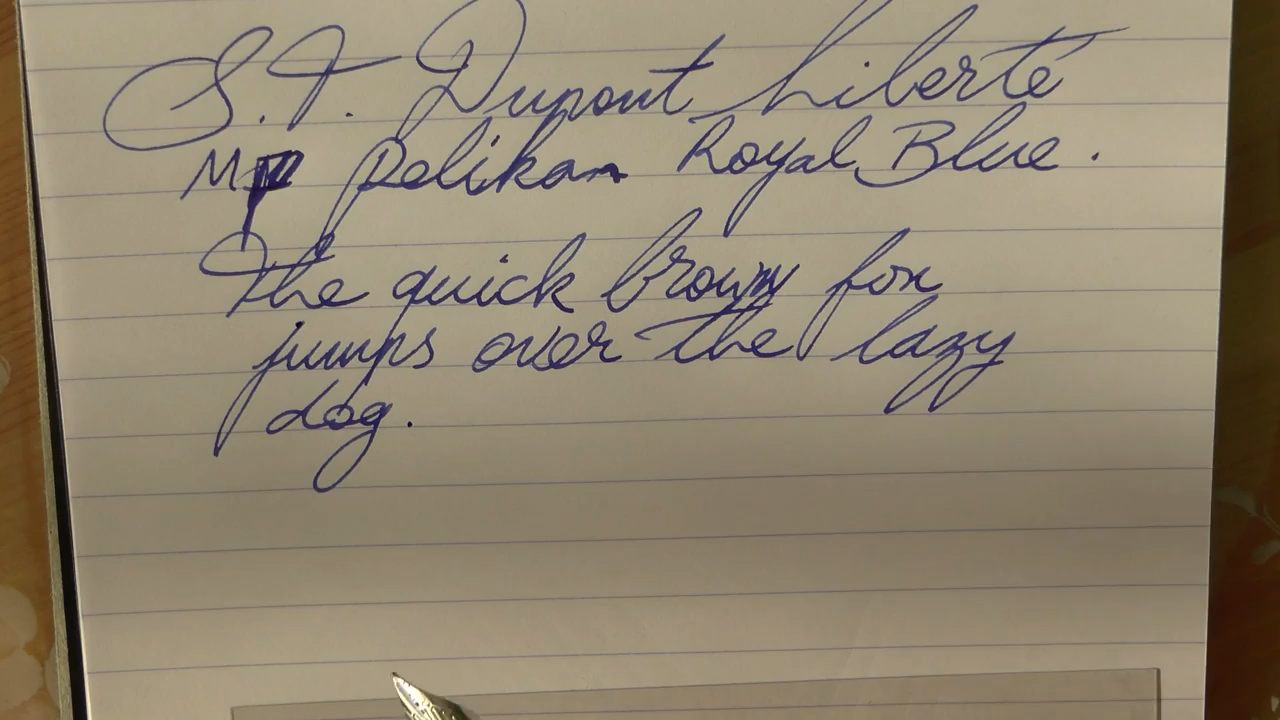 S.T. Dupont Liberté
M Pelikan Royal Blue.
The quick brown fox
jumps over the lazy
dog.